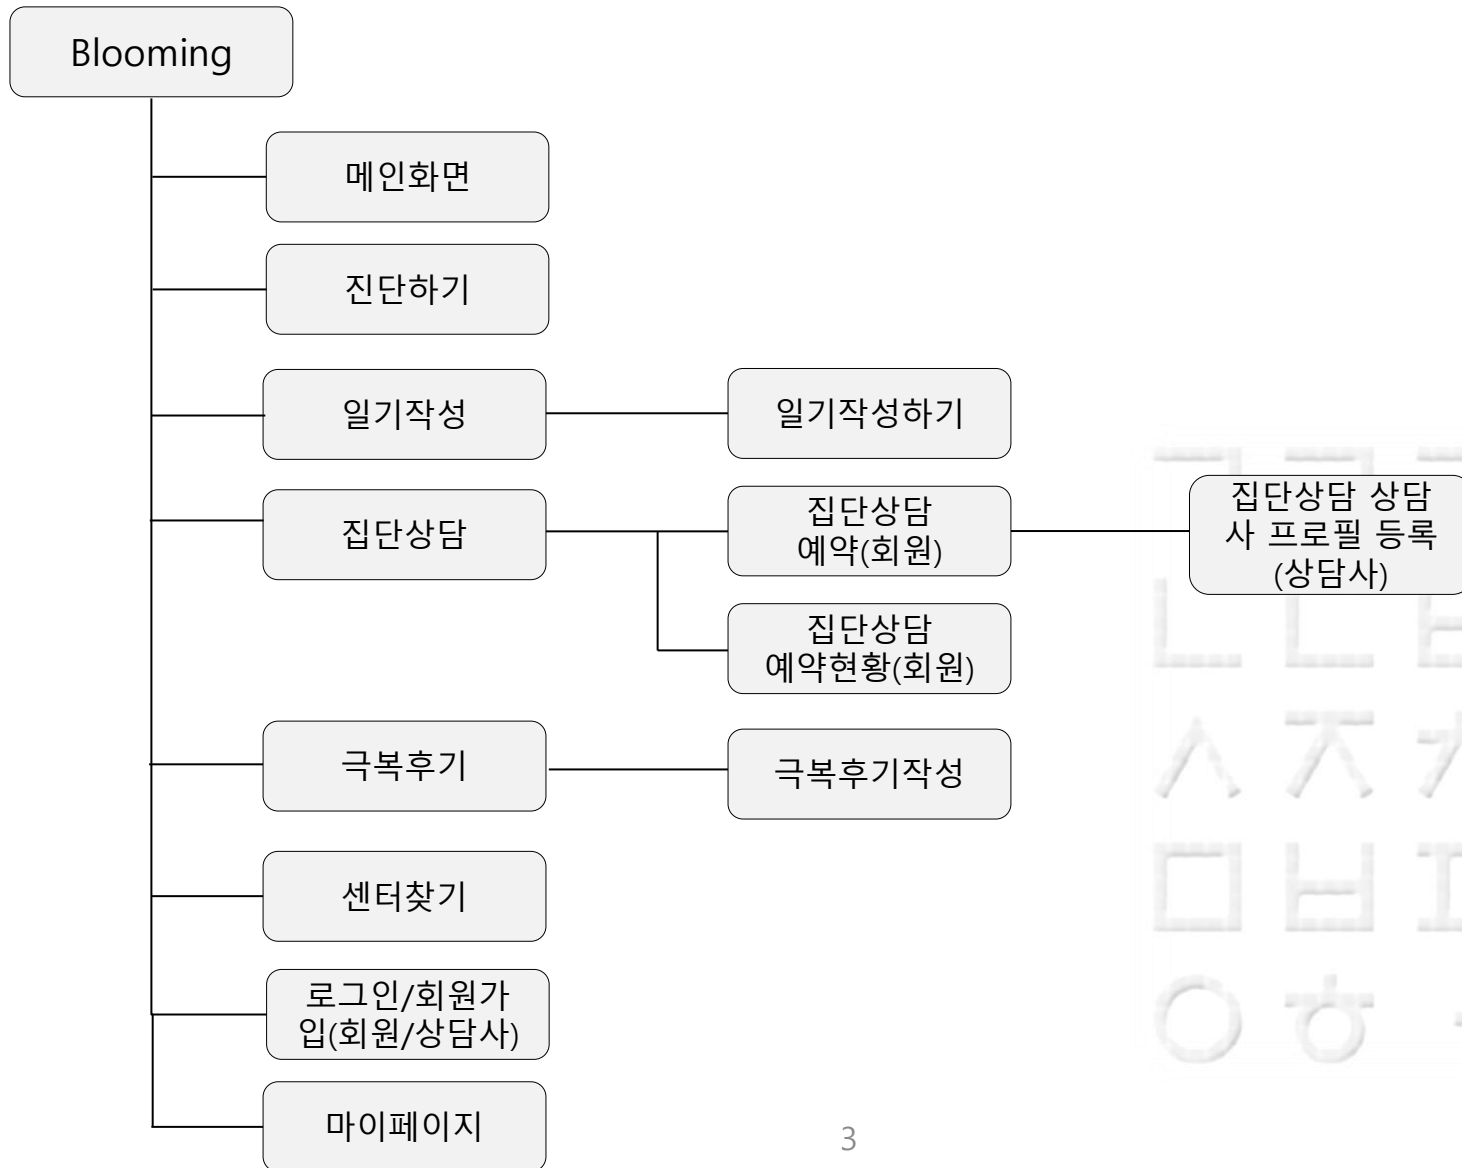 Blooming
메인화면
진단하기
일기작성
일기작성하기
집단상담
집단상담
예약(회원)
집단상담 상담
사 프로필 등록
(상담사)
집단상담
예약현황(회원)
극복후기
극복후기작성
센터찾기
로그인/회원가
입(회원/상담사)
마이페이지
3